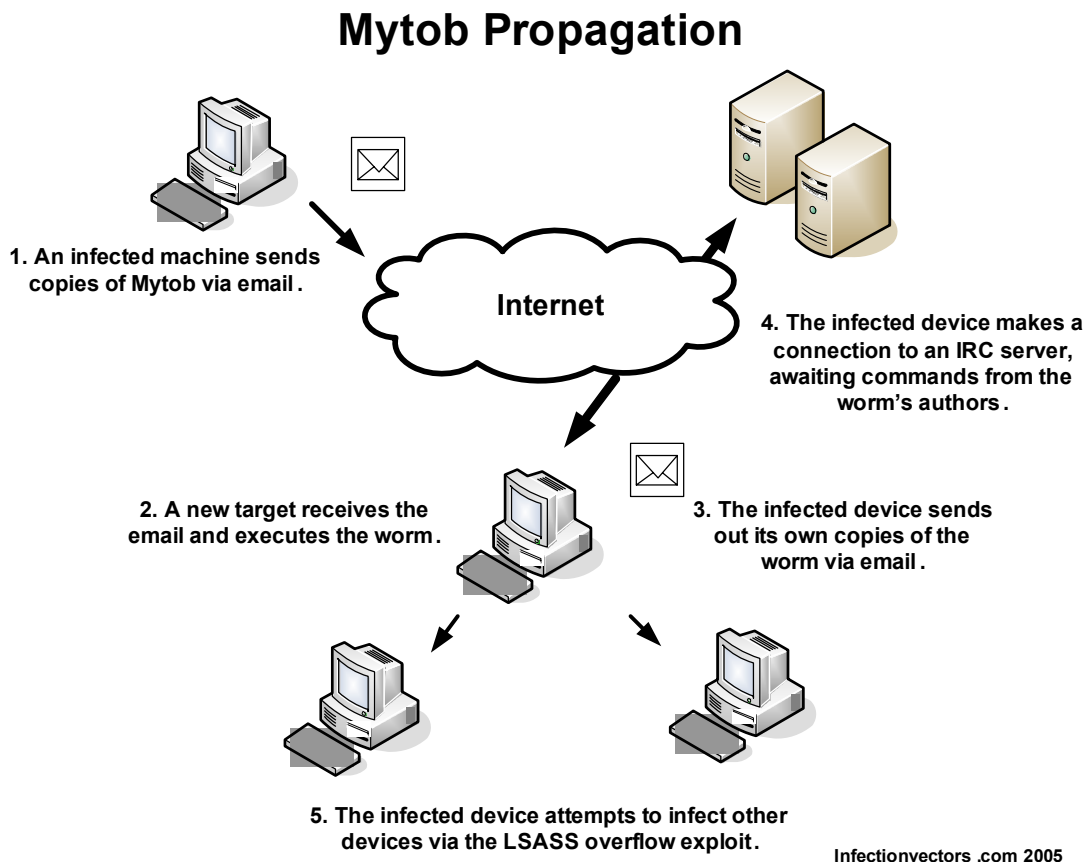 Mytob Propagation
1. An infected machine sends
copies of Mytob via email.
Internet
4. The infected device makes a
connection to an IRC server,
awaiting commands from the
worm's authors.
2. A new target receives the
email and executes the worm.
3. The infected device sends
out its own copies of the
worm via email.
5. The infected device attempts to infect other
devices via the LSASS overflow exploit.
Infectionvectors.com 2005